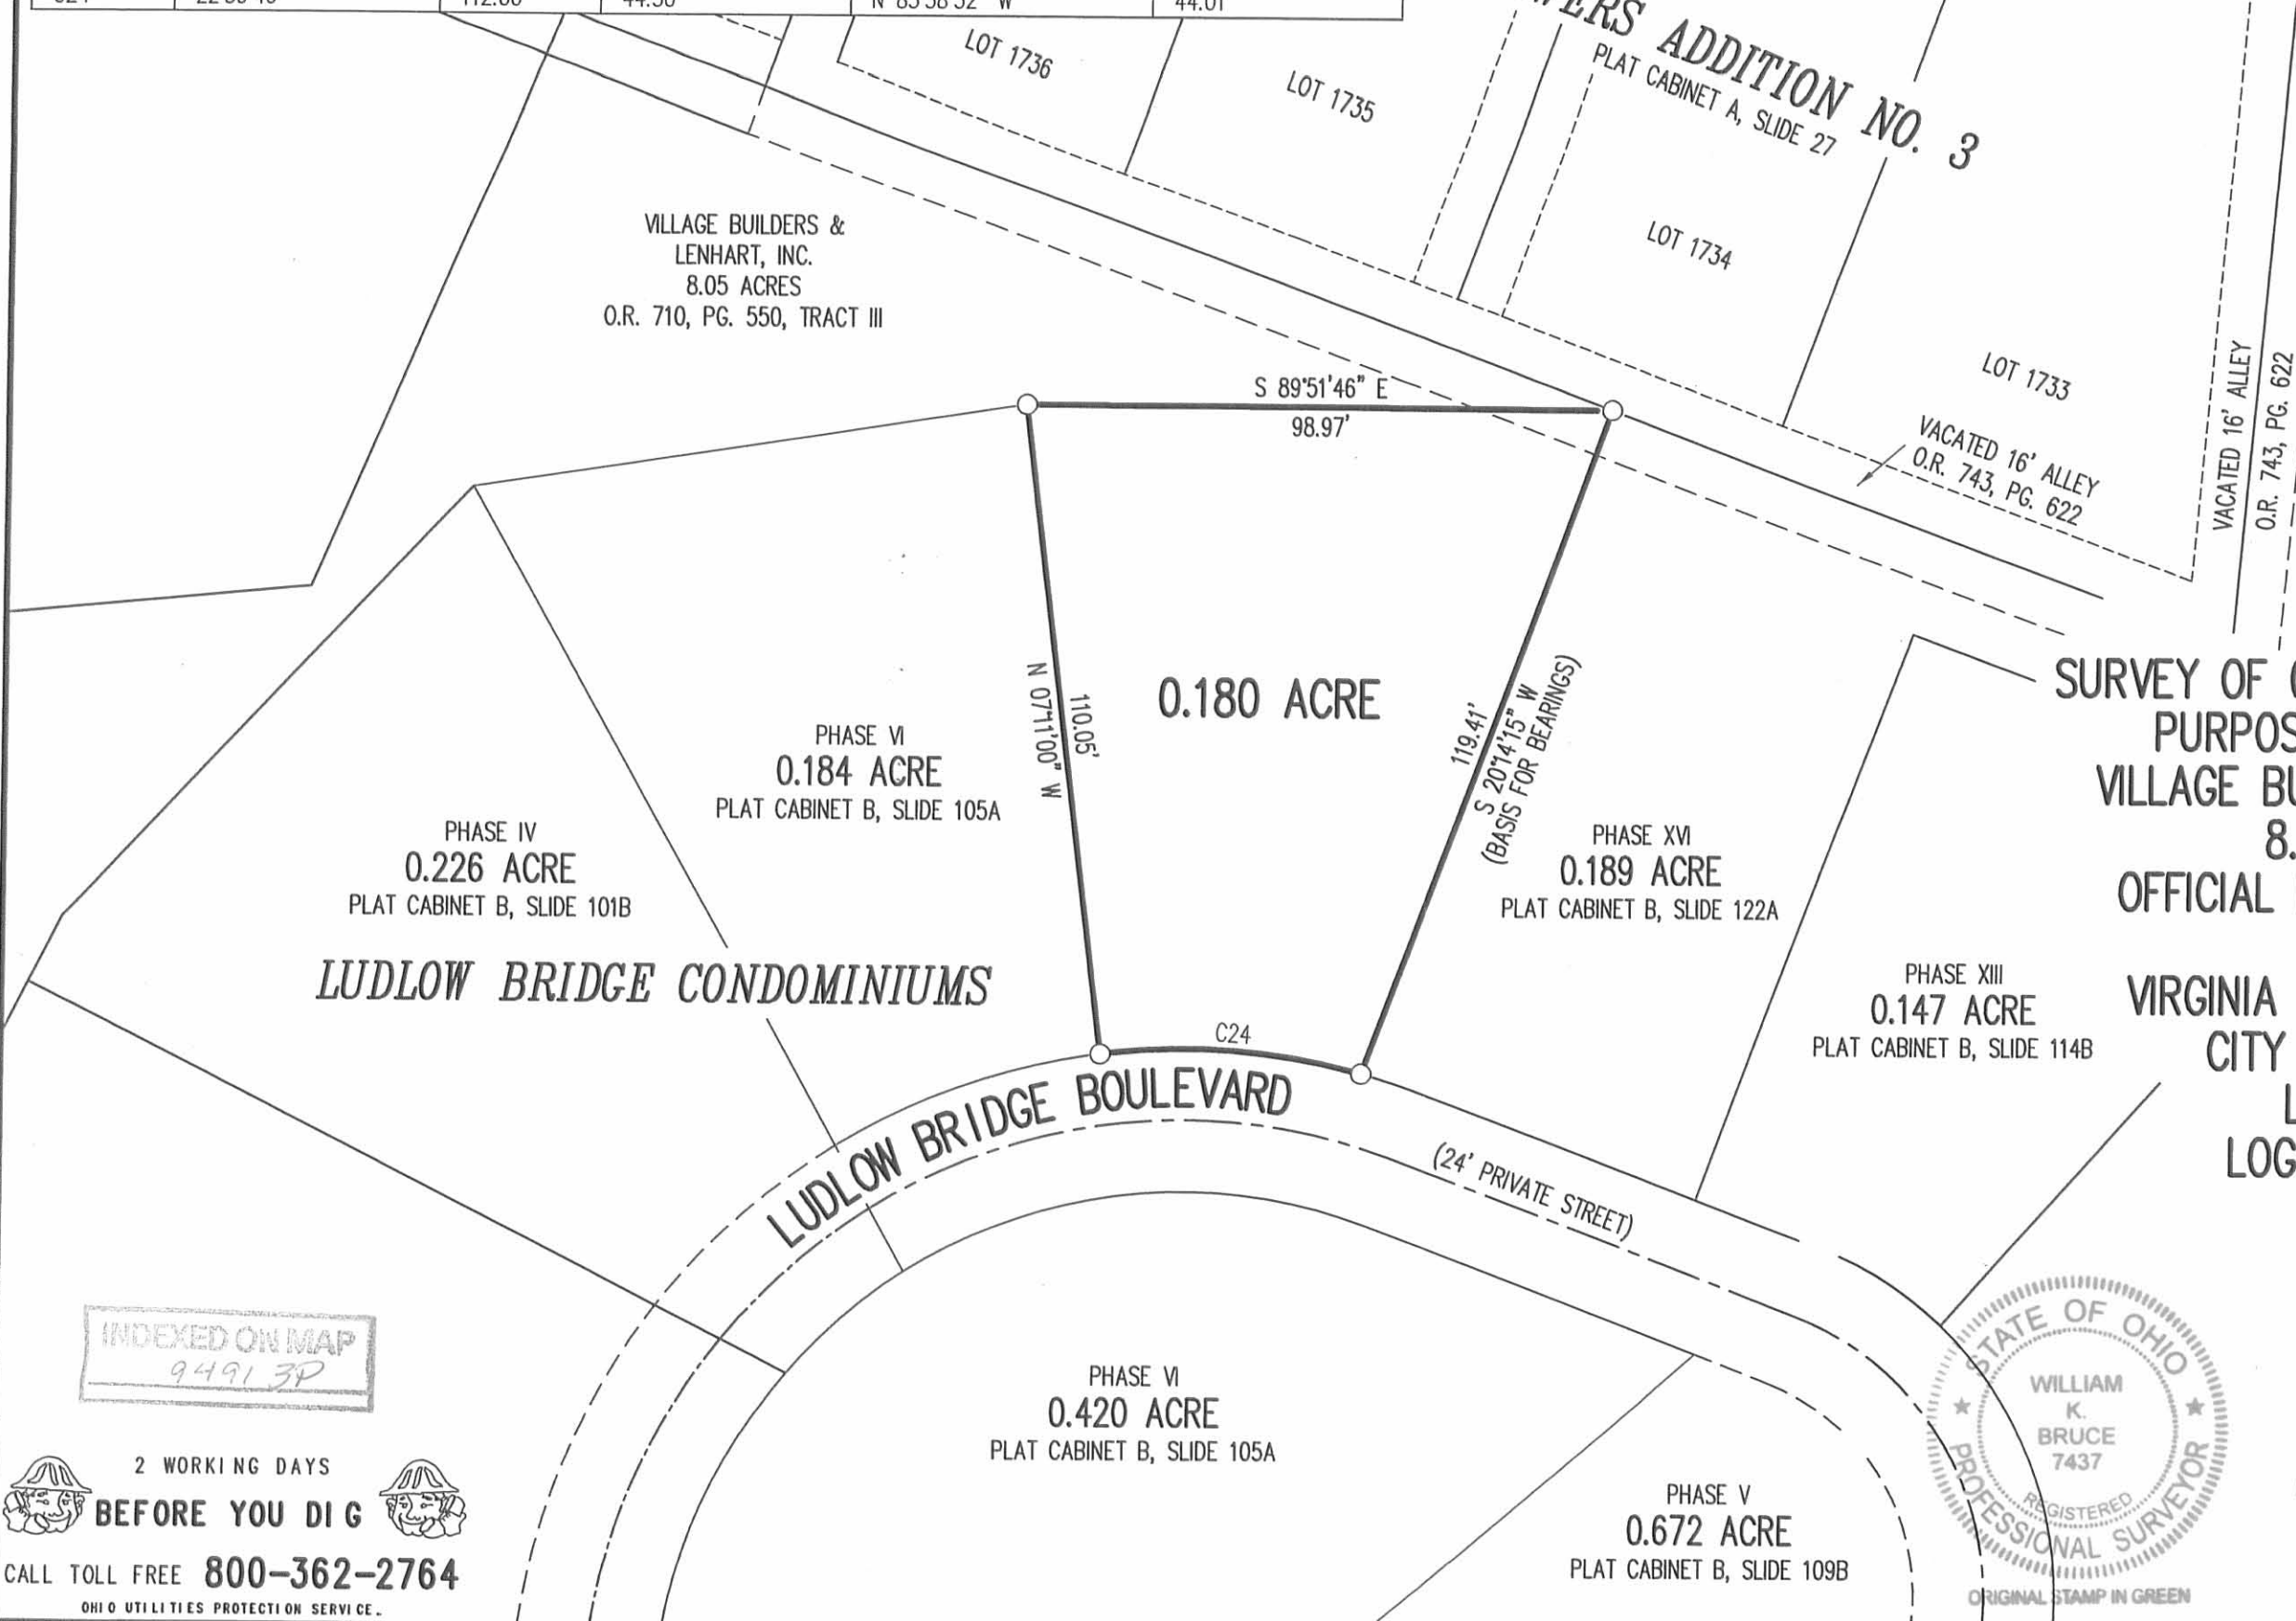 112.00
44.01
LOT 1736
LOT 1735
ADDITION NO. 3
PLAT CABINET A, SLIDE 27
LOT 1734
LOT 1733
VILLAGE BUILDERS &
LENHART, INC.
8.05 ACRES
O.R. 710, PG. 550, TRACT III
S 89°51'46" E
98.97'
VACATED 16' ALLEY
O.R. 743, PG. 622
VACATED 16' ALLEY
O.R. 743, PG. 622
N 07°11'00" W
110.05'
0.180 ACRE
119.41'
S 20°14'15" W
(BASIS FOR BEARINGS)
PHASE VI
0.184 ACRE
PLAT CABINET B, SLIDE 105A
PHASE IV
0.226 ACRE
PLAT CABINET B, SLIDE 101B
PHASE XVI
0.189 ACRE
PLAT CABINET B, SLIDE 122A
PHASE XIII
0.147 ACRE
PLAT CABINET B, SLIDE 114B
SURVEY OF
PURPOS
VILLAGE BU
8.
OFFICIAL
VIRGINIA
CITY
L
LOG
LUDLOW BRIDGE CONDOMINIUMS
C24
LUDLOW BRIDGE BOULEVARD
(24' PRIVATE STREET)
PHASE VI
0.420 ACRE
PLAT CABINET B, SLIDE 105A
PHASE V
0.672 ACRE
PLAT CABINET B, SLIDE 109B
INDEXED ON MAP
9491 3P
2 WORKING DAYS
BEFORE YOU DIG
CALL TOLL FREE 800-362-2764
OHIO UTILITIES PROTECTION SERVICE.
STATE OF OHIO
WILLIAM
K.
BRUCE
7437
REGISTERED
PROFESSIONAL SURVEYOR
ORIGINAL STAMP IN GREEN